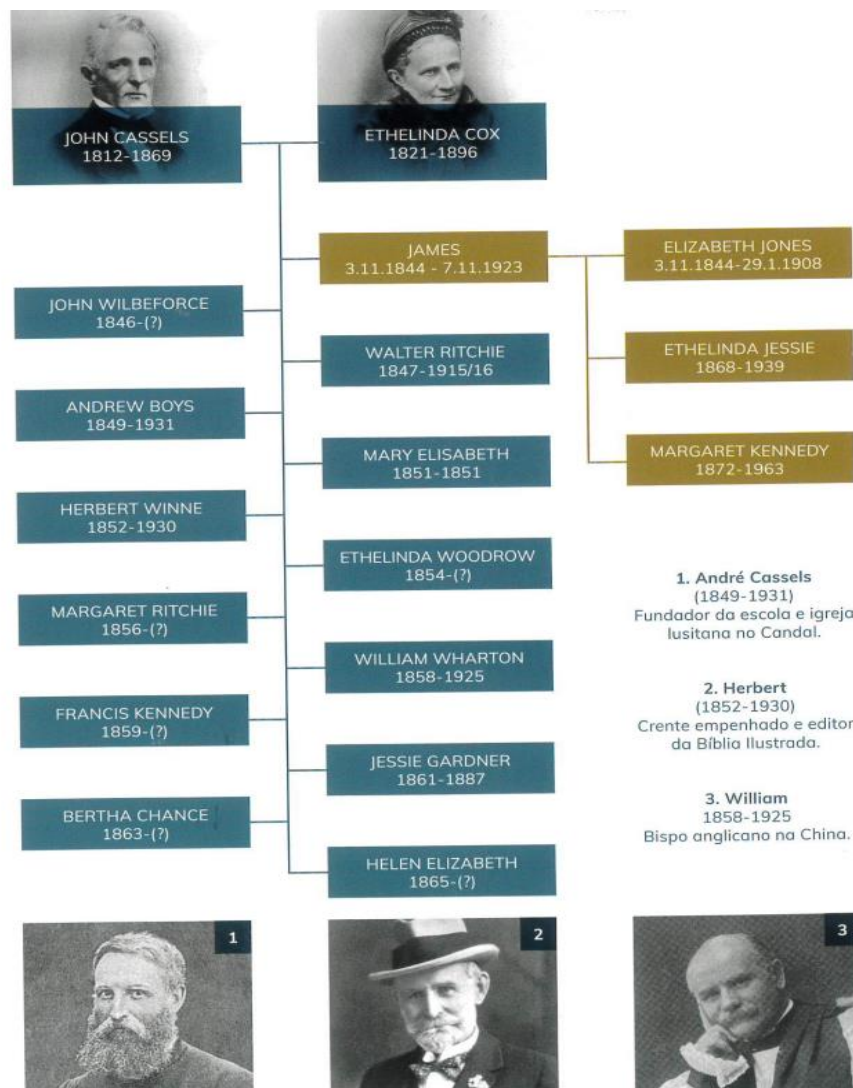 JOHN CASSELS
1812-1869
ETHELINDA COX
1821-1896
JAMES
3.11.1844 - 7.11.1923
ELIZABETH JONES
3.11.1844-29.1.1908
JOHN WILBEFORCE
1846-(?)
WALTER RITCHIE
1847-1915/16
ETHELINDA JESSIE
1868-1939
ANDREW BOYS
1849-1931
MARY ELISABETH
1851-1851
MARGARET KENNEDY
1872-1963
HERBERT WINNE
1852-1930
ETHELINDA WOODROW
1854-(?)
MARGARET RITCHIE
1856-(?)
WILLIAM WHARTON
1858-1925
FRANCIS KENNEDY
1859-(?)
JESSIE GARDNER
1861-1887
BERTHA CHANCE
1863-(?)
HELEN ELIZABETH
1865-(?)
1. André Cassels
(1849-1931)
Fundador da escola e igreja
lusitana no Candal.
2. Herbert
(1852-1930)
Crente empenhado e editor
da Bíblia Ilustrada.
3. William
1858-1925
Bispo anglicano na China.
1
2
3